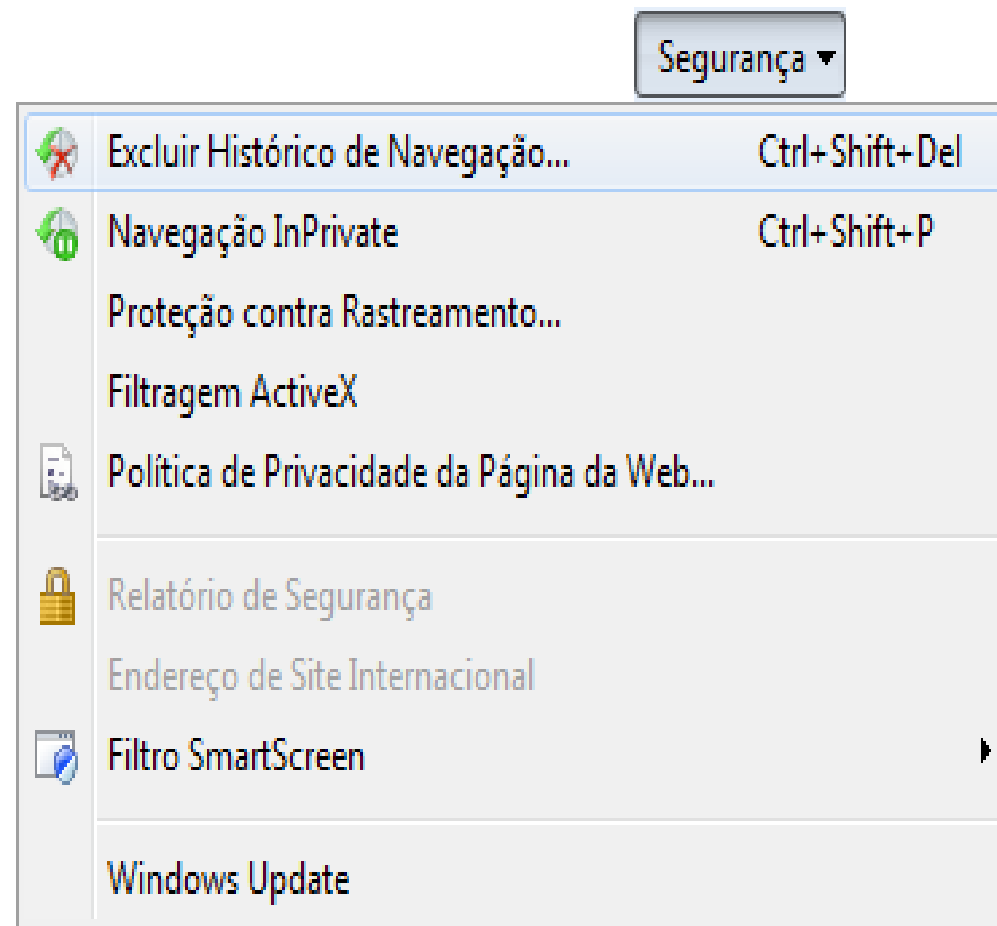 Segurança
Excluir Histórico de Navegação... Ctrl+Shift+Del
Navegação InPrivate Ctrl+Shift+P
Proteção contra Rastreamento...
Filtragem ActiveX
Política de Privacidade da Página da Web...
Relatório de Segurança
Endereço de Site Internacional
Filtro SmartScreen
Windows Update